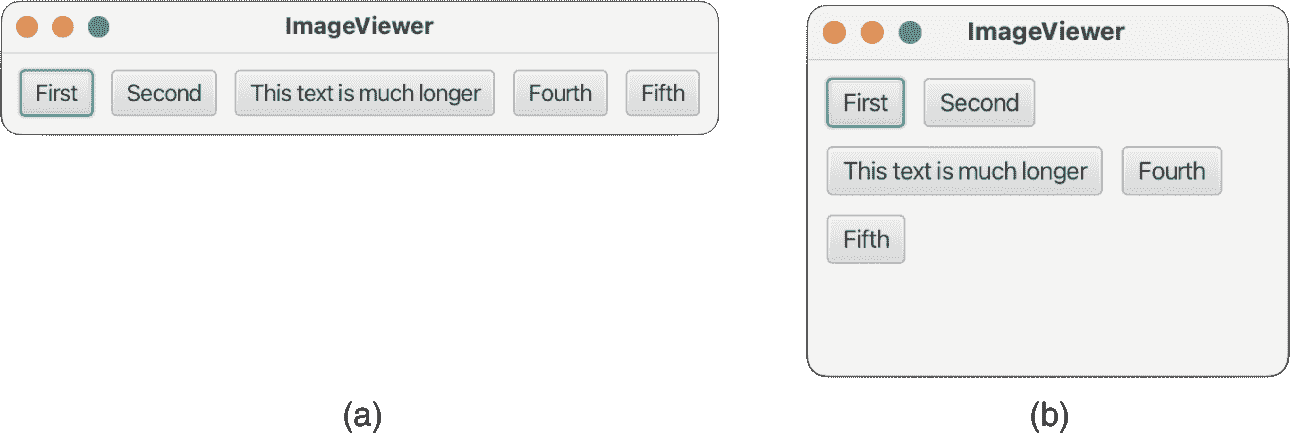 ImageViewer
First Second This text is much longer Fourth Fifth
(a)
ImageViewer
First Second
This text is much longer Fourth
Fifth
(b)